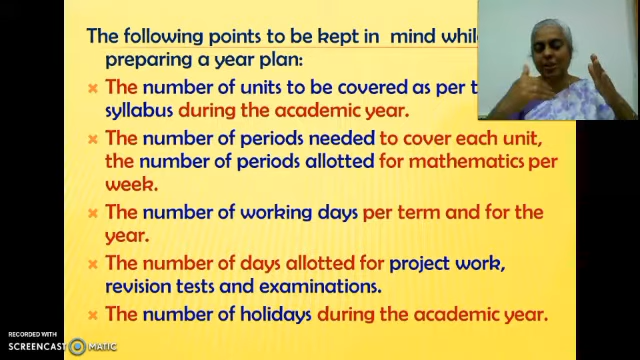 The following points to be kept in mind while
preparing a year plan:
The number of units to be covered as per
syllabus during the academic year.
The number of periods needed to cover each unit,
the number of periods allotted for mathematics per
week.
The number of working days per term and for the
year.
The number of days allotted for project work,
revision tests and examinations.
The number of holidays during the academic year.
RECORDED WITH
SCREENCAST MATIC